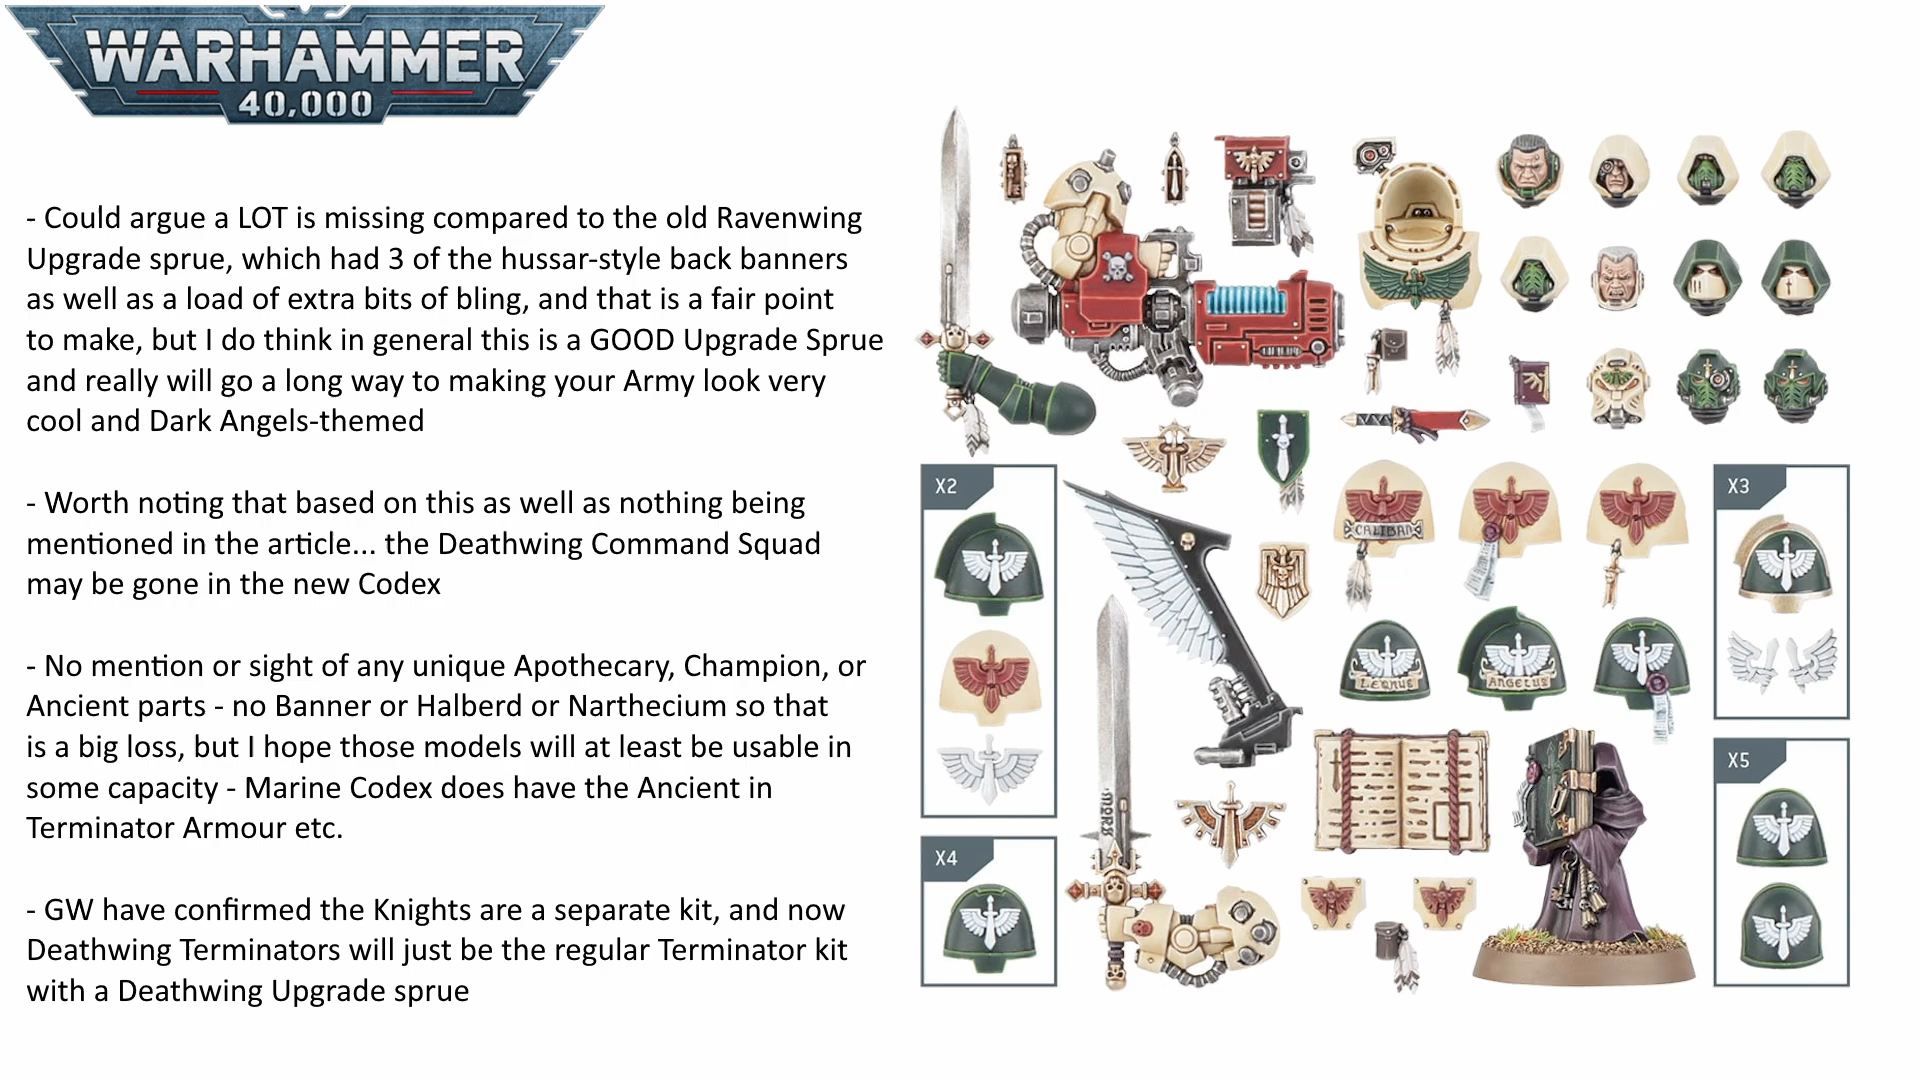 WARHAMMER
40,000
- Could argue a LOT is missing compared to the old Ravenwing
Upgrade sprue, which had 3 of the hussar-style back banners
as well as a load of extra bits of bling, and that is a fair point
to make, but I do think in general this is a GOOD Upgrade Sprue
and really will go a long way to making your Army look very
cool and Dark Angels-themed
- Worth noting that based on this as well as nothing being
mentioned in the article... the Deathwing Command Squad
may be gone in the new Codex
- No mention or sight of any unique Apothecary, Champion, or
Ancient parts - no Banner or Halberd or Narthecium so that
is a big loss, but I hope those models will at least be usable in
some capacity - Marine Codex does have the Ancient in
Terminator Armour etc.
- GW have confirmed the Knights are a separate kit, and now
Deathwing Terminators will just be the regular Terminator kit
with a Deathwing Upgrade sprue
X2
X3
CALIBAN
ANGELUS
X5
MORS
X4